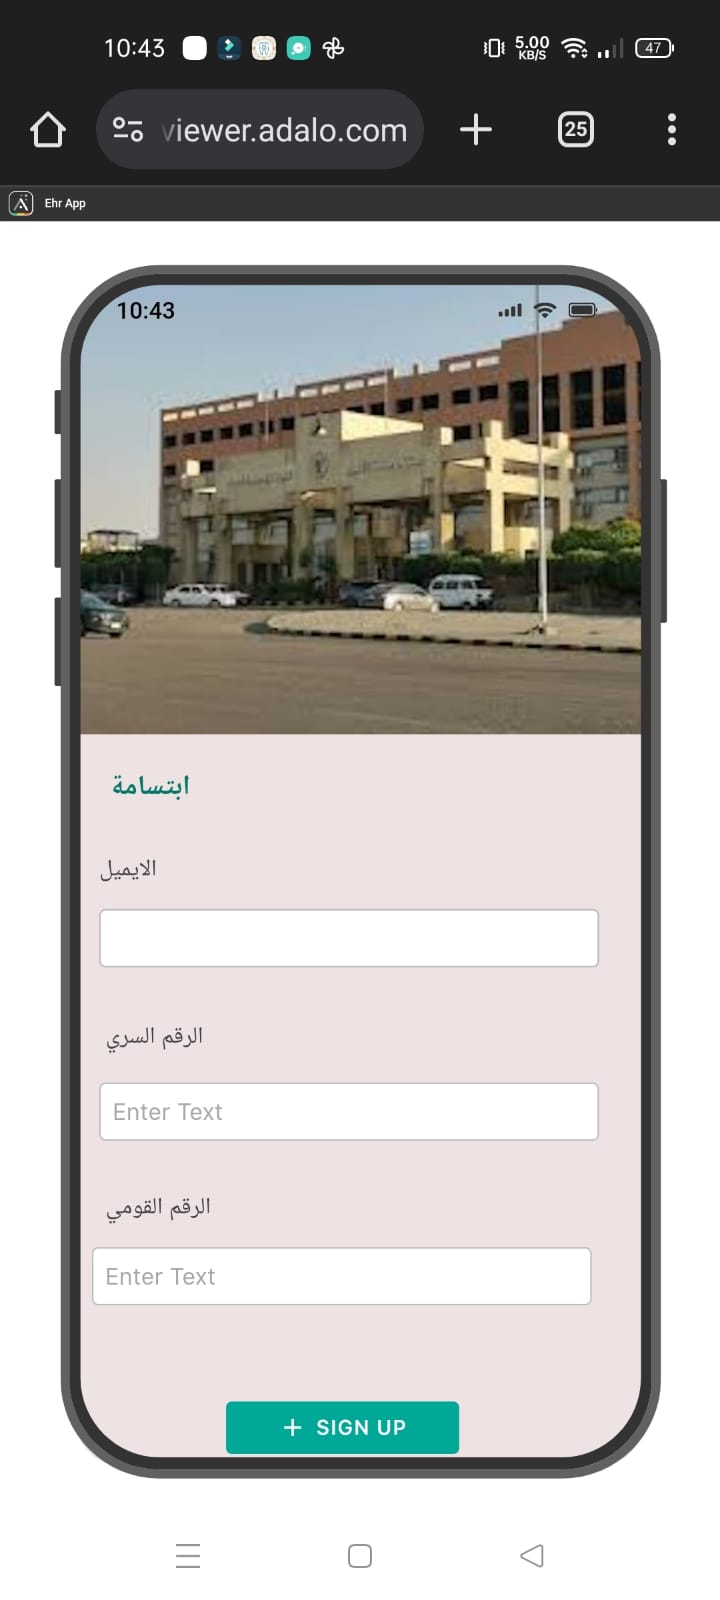 10:43
5.00
KB/S
47
viewer.adalo.com
25
Ehr App
10:43
ابتسامة
الايميل
الرقم السري
Enter Text
الرقم القومي
Enter Text
+ SIGN UP